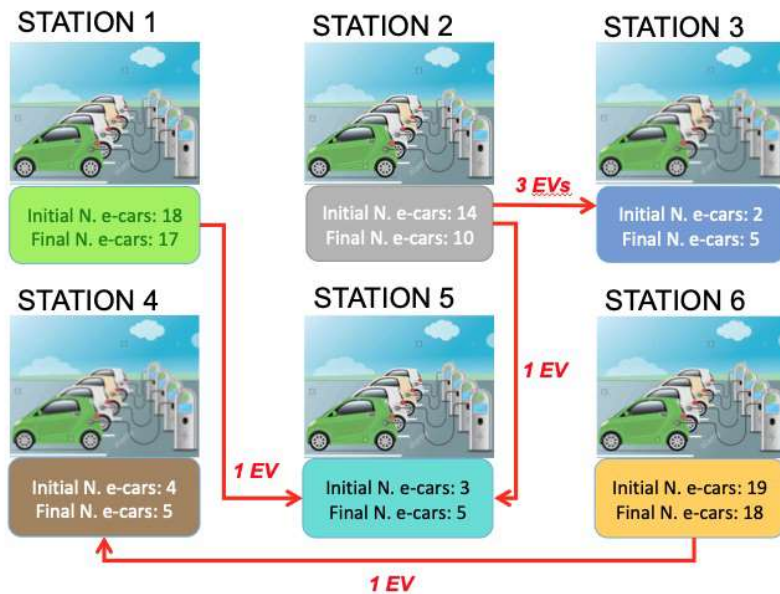 STATION 1
STATION 2
STATION 3
3 EVs
Initial N. e-cars: 18
Final N. e-cars: 17
Initial N. e-cars: 14
Final N. e-cars: 10
Initial N. e-cars: 2
Final N. e-cars: 5
STATION 4
STATION 5
STATION 6
1 EV
1 EV
Initial N. e-cars: 4
Final N. e-cars: 5
Initial N. e-cars: 3
Final N. e-cars: 5
Initial N. e-cars: 19
Final N. e-cars: 18
1 EV